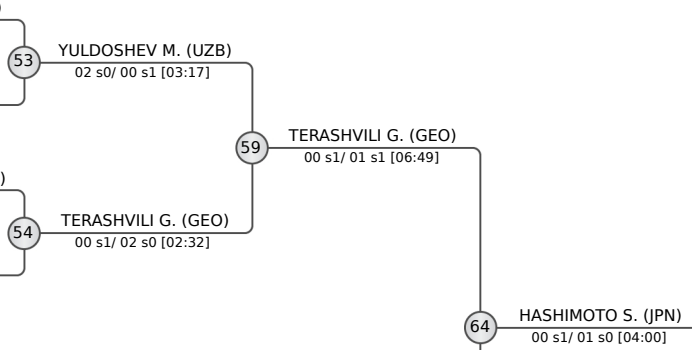 )
53
YULDOSHEV M. (UZB)
02 s0/ 00 s1 [03:17]
59
TERASHVILI G. (GEO)
00 s1/ 01 s1 [06:49]
)
54
TERASHVILI G. (GEO)
00 s1/ 02 s0 [02:32]
64
HASHIMOTO S. (JPN)
00 s1/ 01 s0 [04:00]